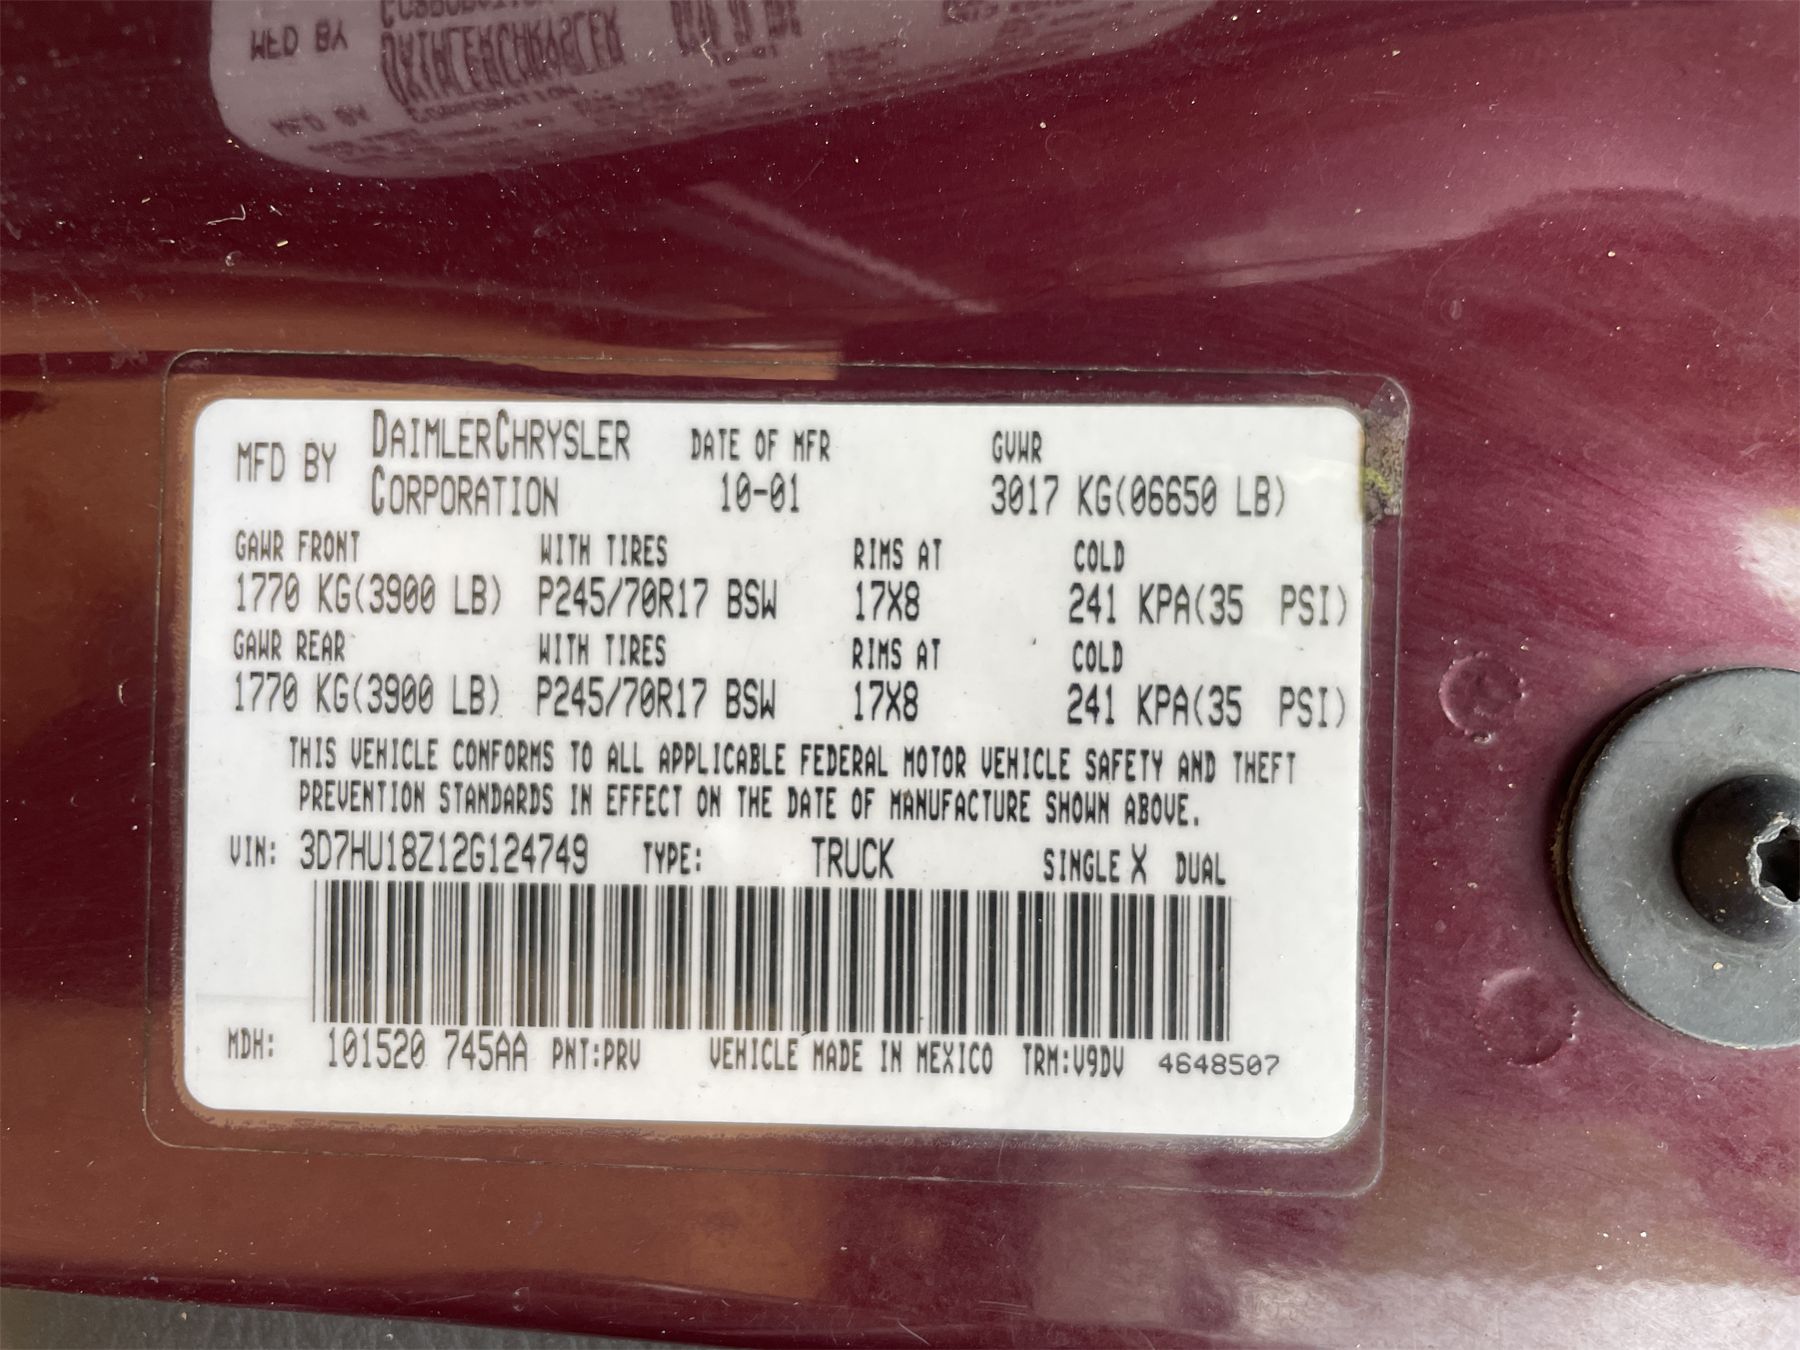 MFD BY DAIMLERCHRYSLER CORPORATION DATE OF MFR 10-01 GVWR 3017 KG(06650 LB)
GAWR FRONT WITH TIRES RIMS AT COLD
1770 KG(3900 LB) P245/70R17 BSW 17X8 241 KPA(35 PSI)
GAWR REAR WITH TIRES RIMS AT COLD
1770 KG(3900 LB) P245/70R17 BSW 17X8 241 KPA(35 PSI)
THIS VEHICLE CONFORMS TO ALL APPLICABLE FEDERAL MOTOR VEHICLE SAFETY AND THEFT
PREVENTION STANDARDS IN EFFECT ON THE DATE OF MANUFACTURE SHOWN ABOVE.
VIN: 3D7HU18Z12G124749 TYPE: TRUCK SINGLE X DUAL
MDH: 101520 745AA PNT:PRV VEHICLE MADE IN MEXICO TRM:V9DV 4648507